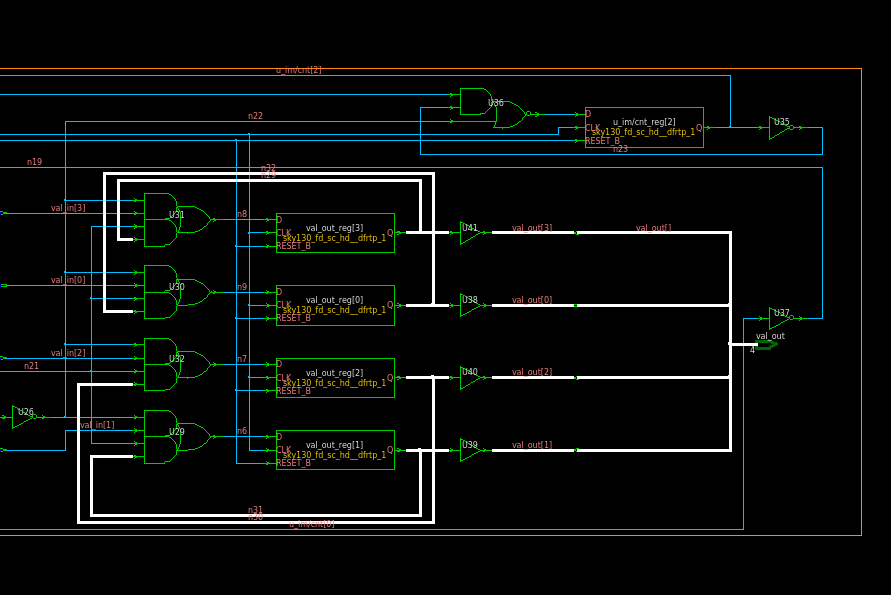 u_im/cnt[2]
U36
n22
u_im/cnt_reg[2]
sky130_fd_sc_hd__dfrtp_1
D
CLK
RESET_B
Q
U35
n23
n19
n32
n29
val_in[3]
U31
n8
D
CLK
RESET_B
val_out_reg[3]
sky130_fd_sc_hd__dfrtp_1
Q
U41
val_out[3]
val_out[]
val_in[0]
U30
n9
D
CLK
RESET_B
val_out_reg[0]
sky130_fd_sc_hd__dfrtp_1
Q
U38
val_out[0]
U37
val_out
4
val_in[2]
n21
U32
n7
D
CLK
RESET_B
val_out_reg[2]
sky130_fd_sc_hd__dfrtp_1
Q
U40
val_out[2]
U26
val_in[1]
U29
n6
D
CLK
RESET_B
val_out_reg[1]
sky130_fd_sc_hd__dfrtp_1
Q
U39
val_out[1]
n31
n30
u_im/cnt[0]